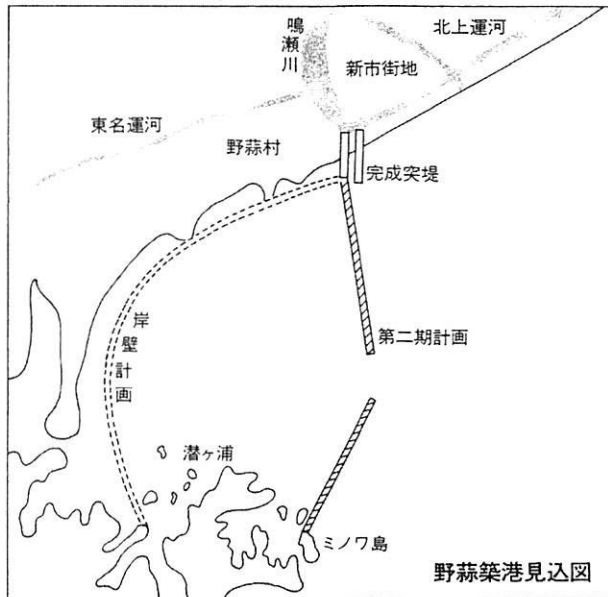 北上運河
鳴瀬川
新市街地
東名運河
野蒜村
完成突堤
第二期計画
岸壁計画
潜ヶ浦
ミノワ島
野蒜築港見込図